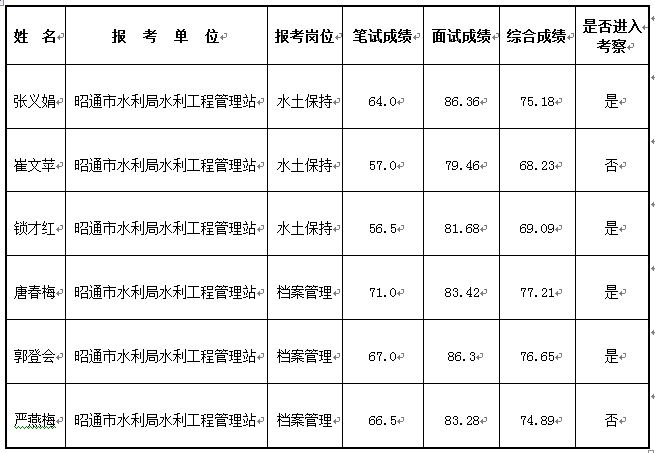 姓 名 报 考 单 位 报考岗位 笔试成绩 面试成绩 综合成绩 是否进入考察
张义娟 昭通市水利局水利工程管理站 水土保持 64.0 86.36 75.18 是
崔文苹 昭通市水利局水利工程管理站 水土保持 57.0 79.46 68.23 否
锁才红 昭通市水利局水利工程管理站 水土保持 56.5 81.68 69.09 是
唐春梅 昭通市水利局水利工程管理站 档案管理 71.0 83.42 77.21 是
郭登会 昭通市水利局水利工程管理站 档案管理 67.0 86.3 76.65 是
严燕梅 昭通市水利局水利工程管理站 档案管理 66.5 83.28 74.89 否